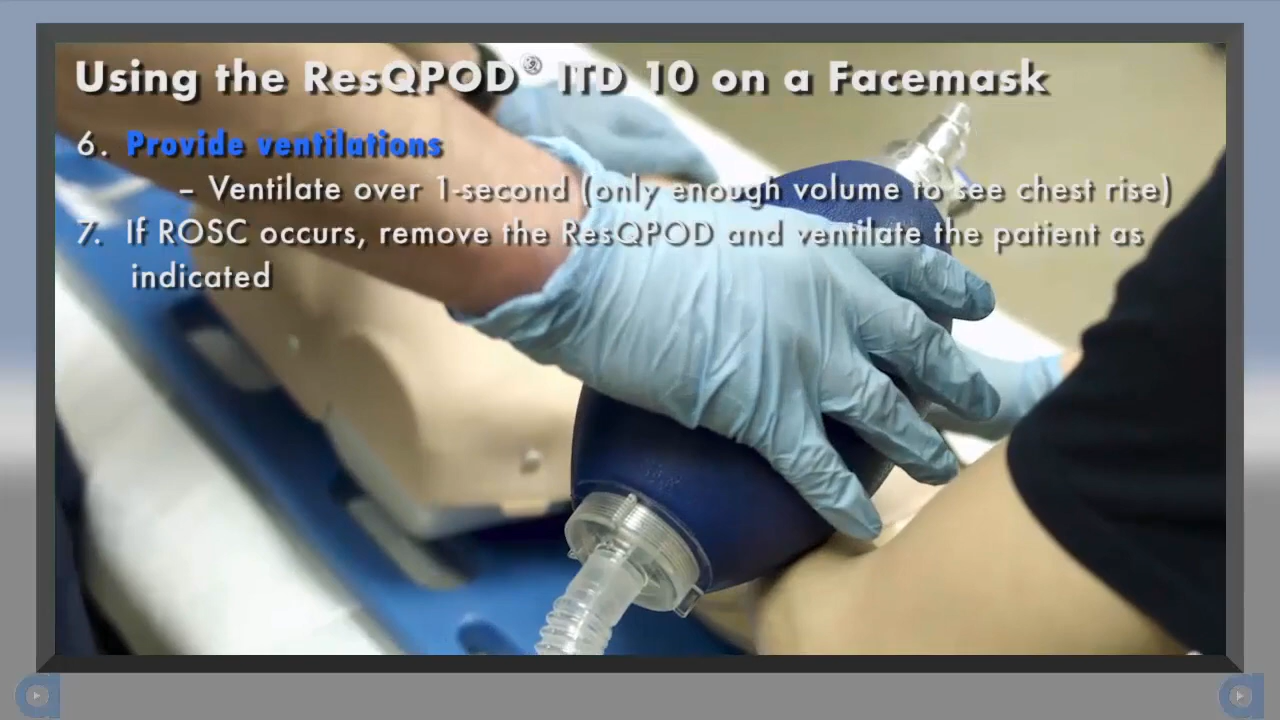 Using the ResQPOD® ITD 10 on a Facemask
6. Provide ventilations
– Ventilate over 1-second (only enough volume to see chest rise)
7. If ROSC occurs, remove the ResQPOD and ventilate the patient as
indicated